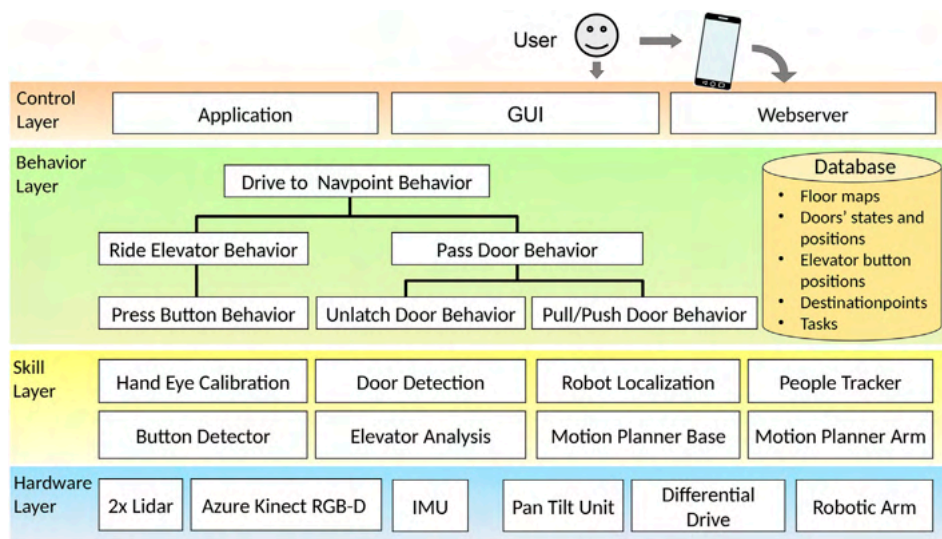 User
Control
Layer
Application
GUI
Webserver
Behavior
Layer
Drive to Navpoint Behavior
Ride Elevator Behavior
Pass Door Behavior
Press Button Behavior
Unlatch Door Behavior
Pull/Push Door Behavior
Database
• Floor maps
• Doors' states and
positions
• Elevator button
positions
• Destinationpoints
• Tasks
Skill
Layer
Hand Eye Calibration
Door Detection
Robot Localization
People Tracker
Button Detector
Elevator Analysis
Motion Planner Base
Motion Planner Arm
Hardware
Layer
2x Lidar
Azure Kinect RGB-D
IMU
Pan Tilt Unit
Differential
Drive
Robotic Arm